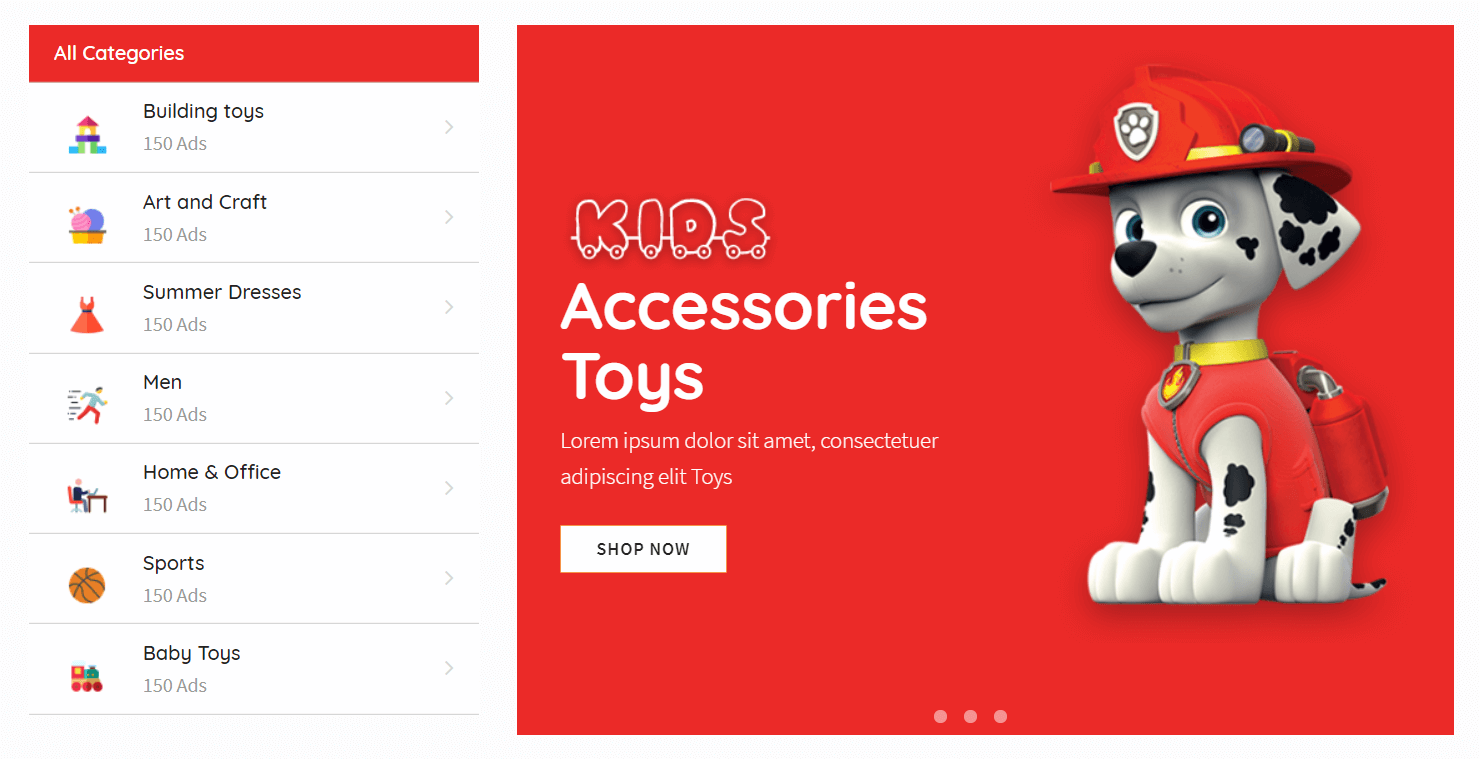 All Categories
Building toys
150 Ads
Art and Craft
150 Ads
Summer Dresses
150 Ads
Men
150 Ads
Home & Office
150 Ads
Sports
150 Ads
Baby Toys
150 Ads
KIDS
Accessories
Toys
Lorem ipsum dolor sit amet, consectetuer
adipiscing elit Toys
SHOP NOW